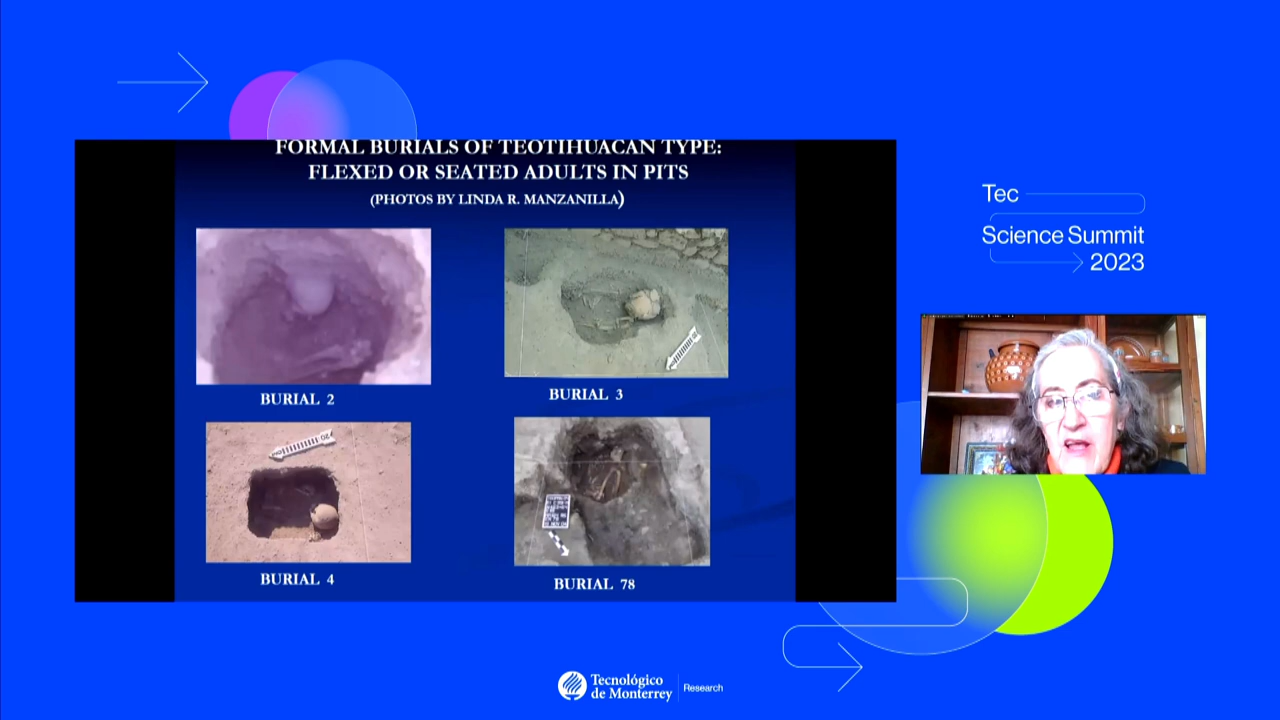 FORMAL BURIALS OF TEOTIHUACAN TYPE:
FLEXED OR SEATED ADULTS IN PITS
(PHOTOS BY LINDA R. MANZANILLA)
BURIAL 2
BURIAL 3
BURIAL 4
BURIAL 78
Tec
Science Summit
2023
Tecnológico
de Monterrey
Research